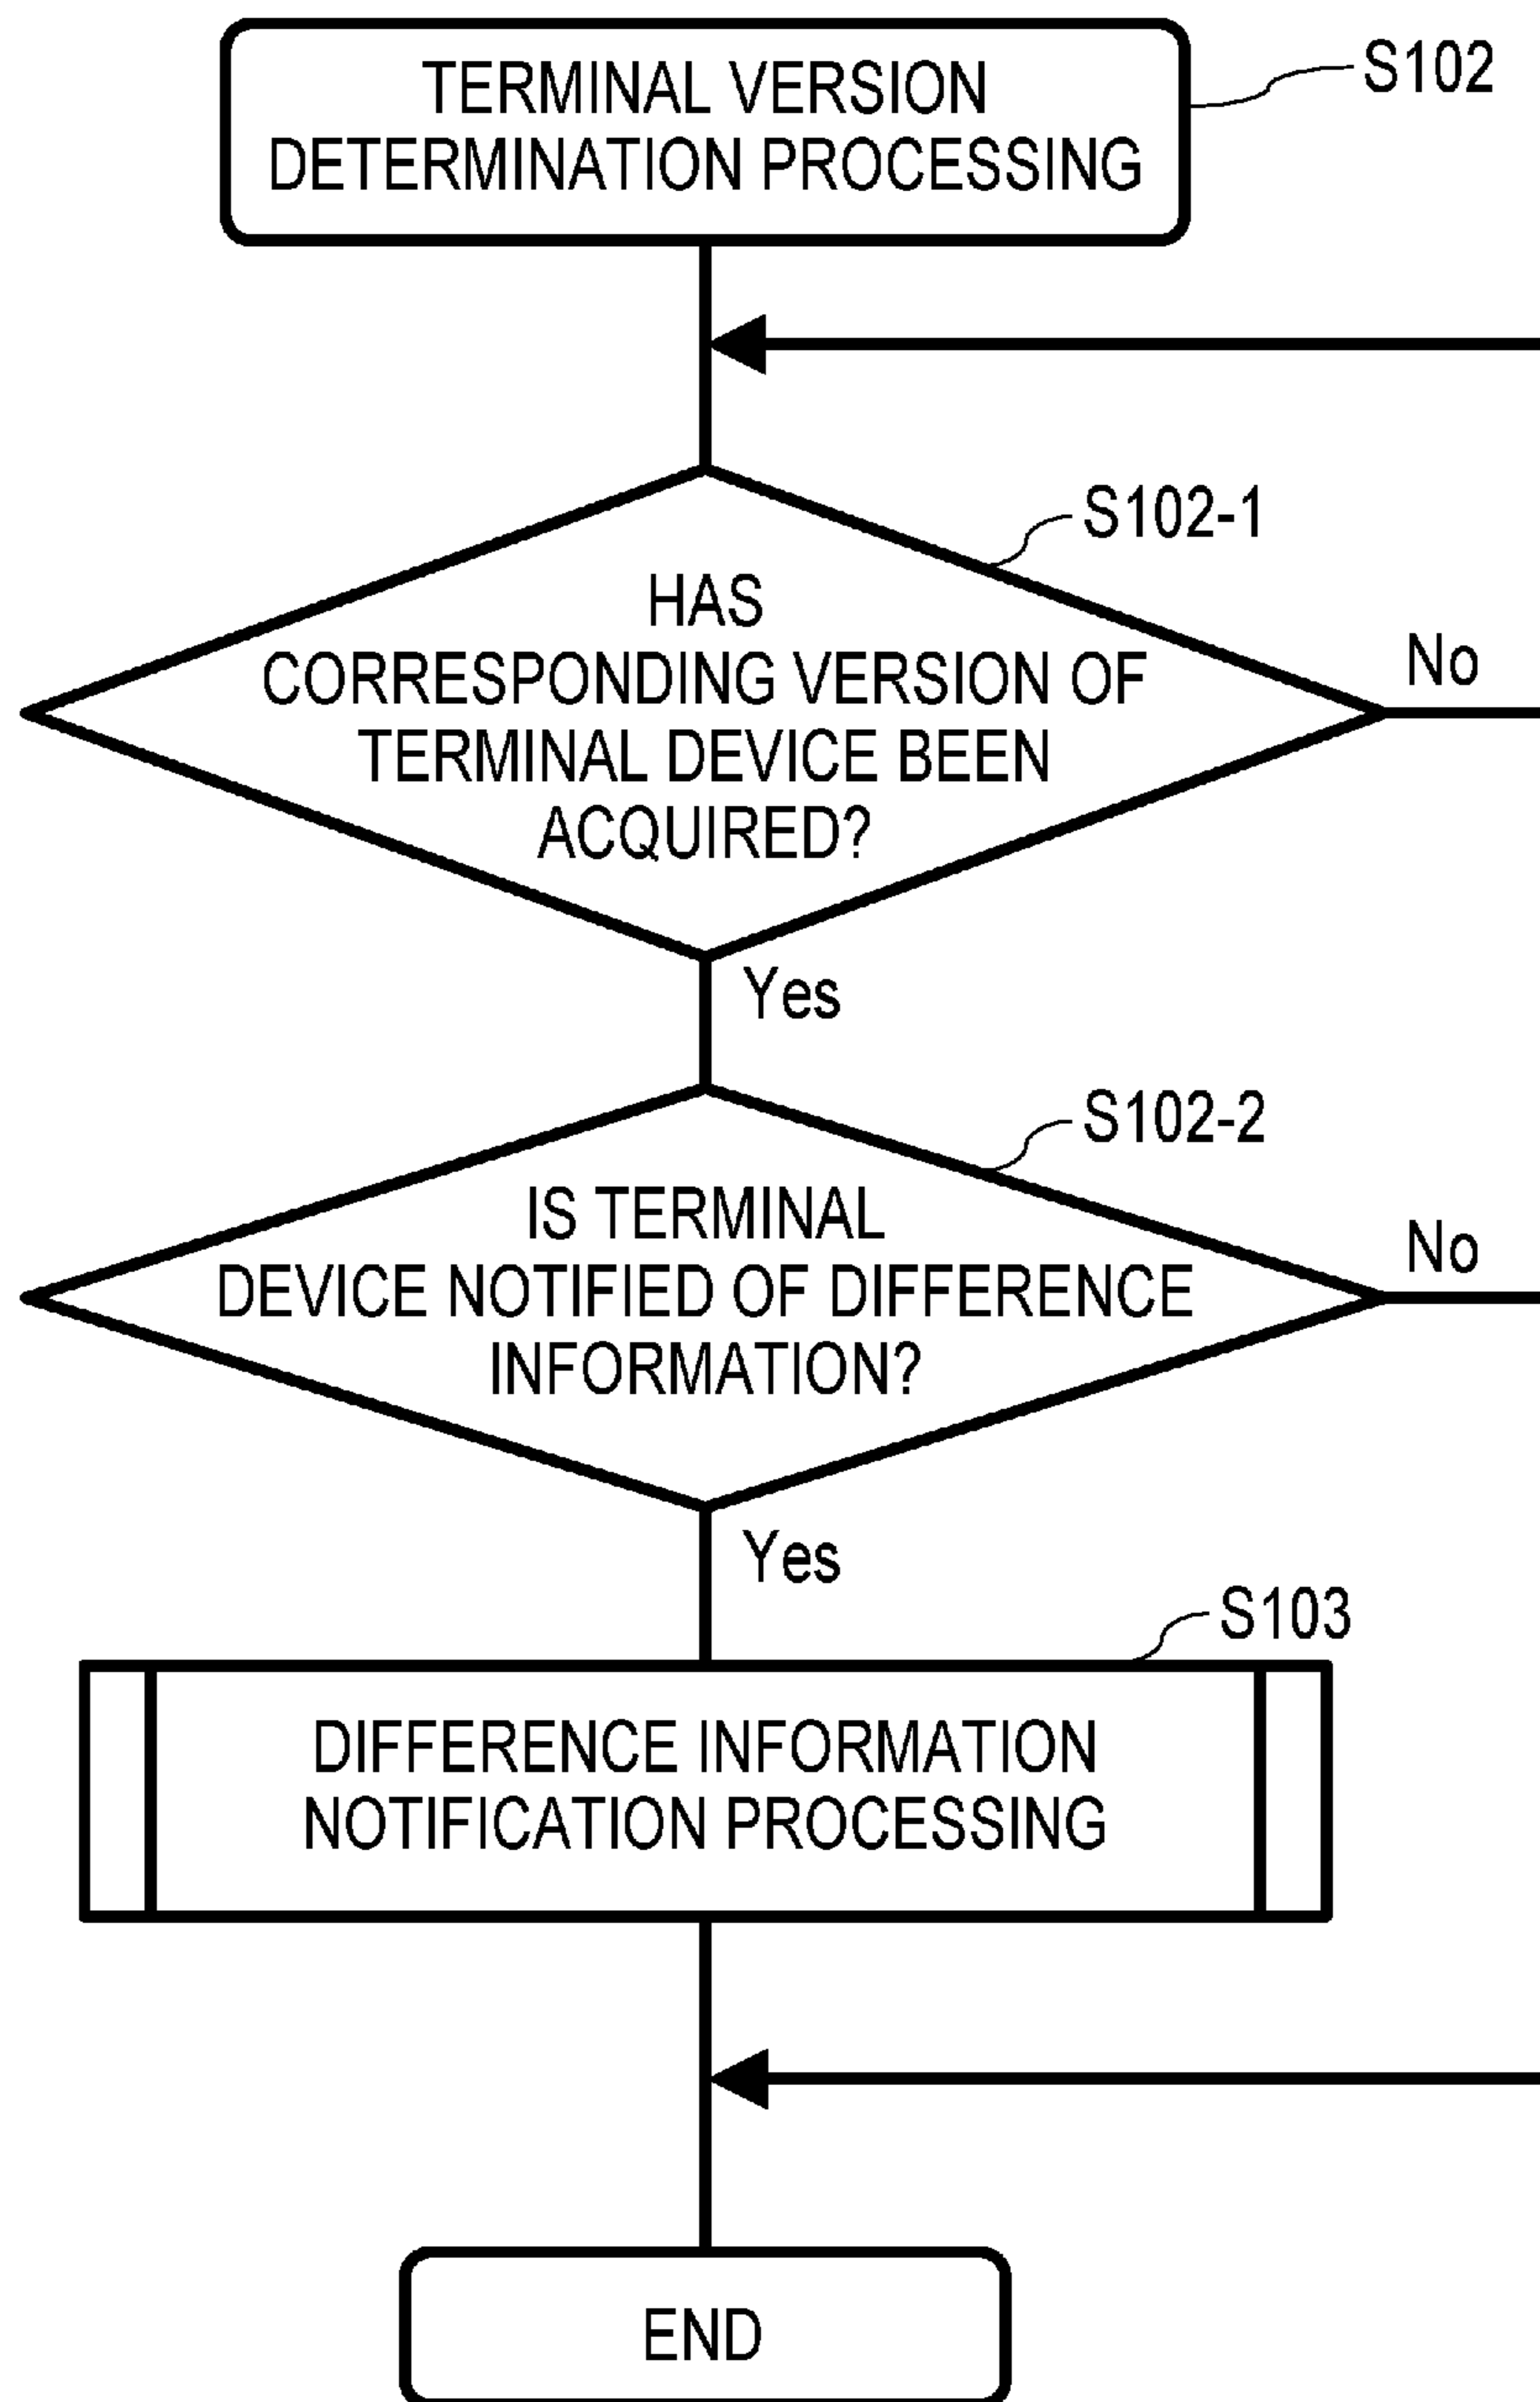 TERMINAL VERSION
DETERMINATION PROCESSING
S102
S102-1
HAS
CORRESPONDING VERSION OF
TERMINAL DEVICE BEEN
ACQUIRED?
No
Yes
S102-2
IS TERMINAL
DEVICE NOTIFIED OF DIFFERENCE
INFORMATION?
No
Yes
S103
DIFFERENCE INFORMATION
NOTIFICATION PROCESSING
END